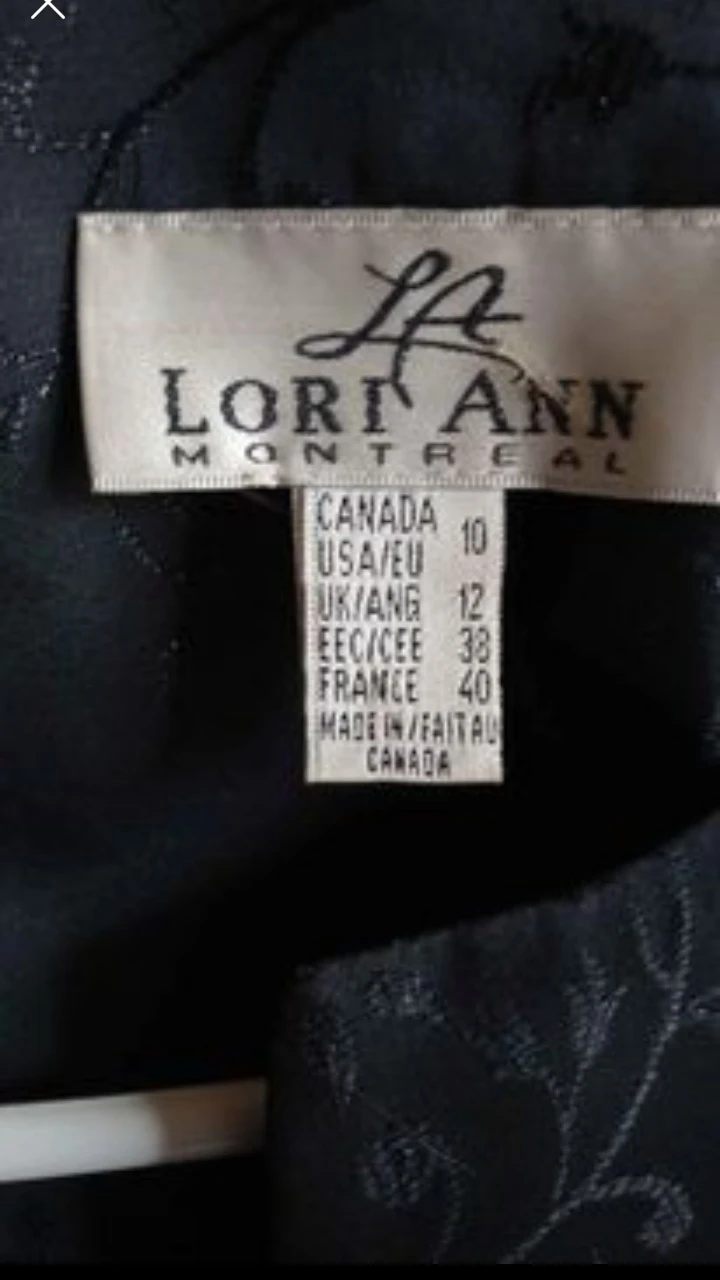 LA
LORI ANN
MONTREAL
CANADA 10
USA/EU
UK/ANG 12
EEC/CEE 38
FRANCE 40
MADE IN/FAIT AU
CANADA